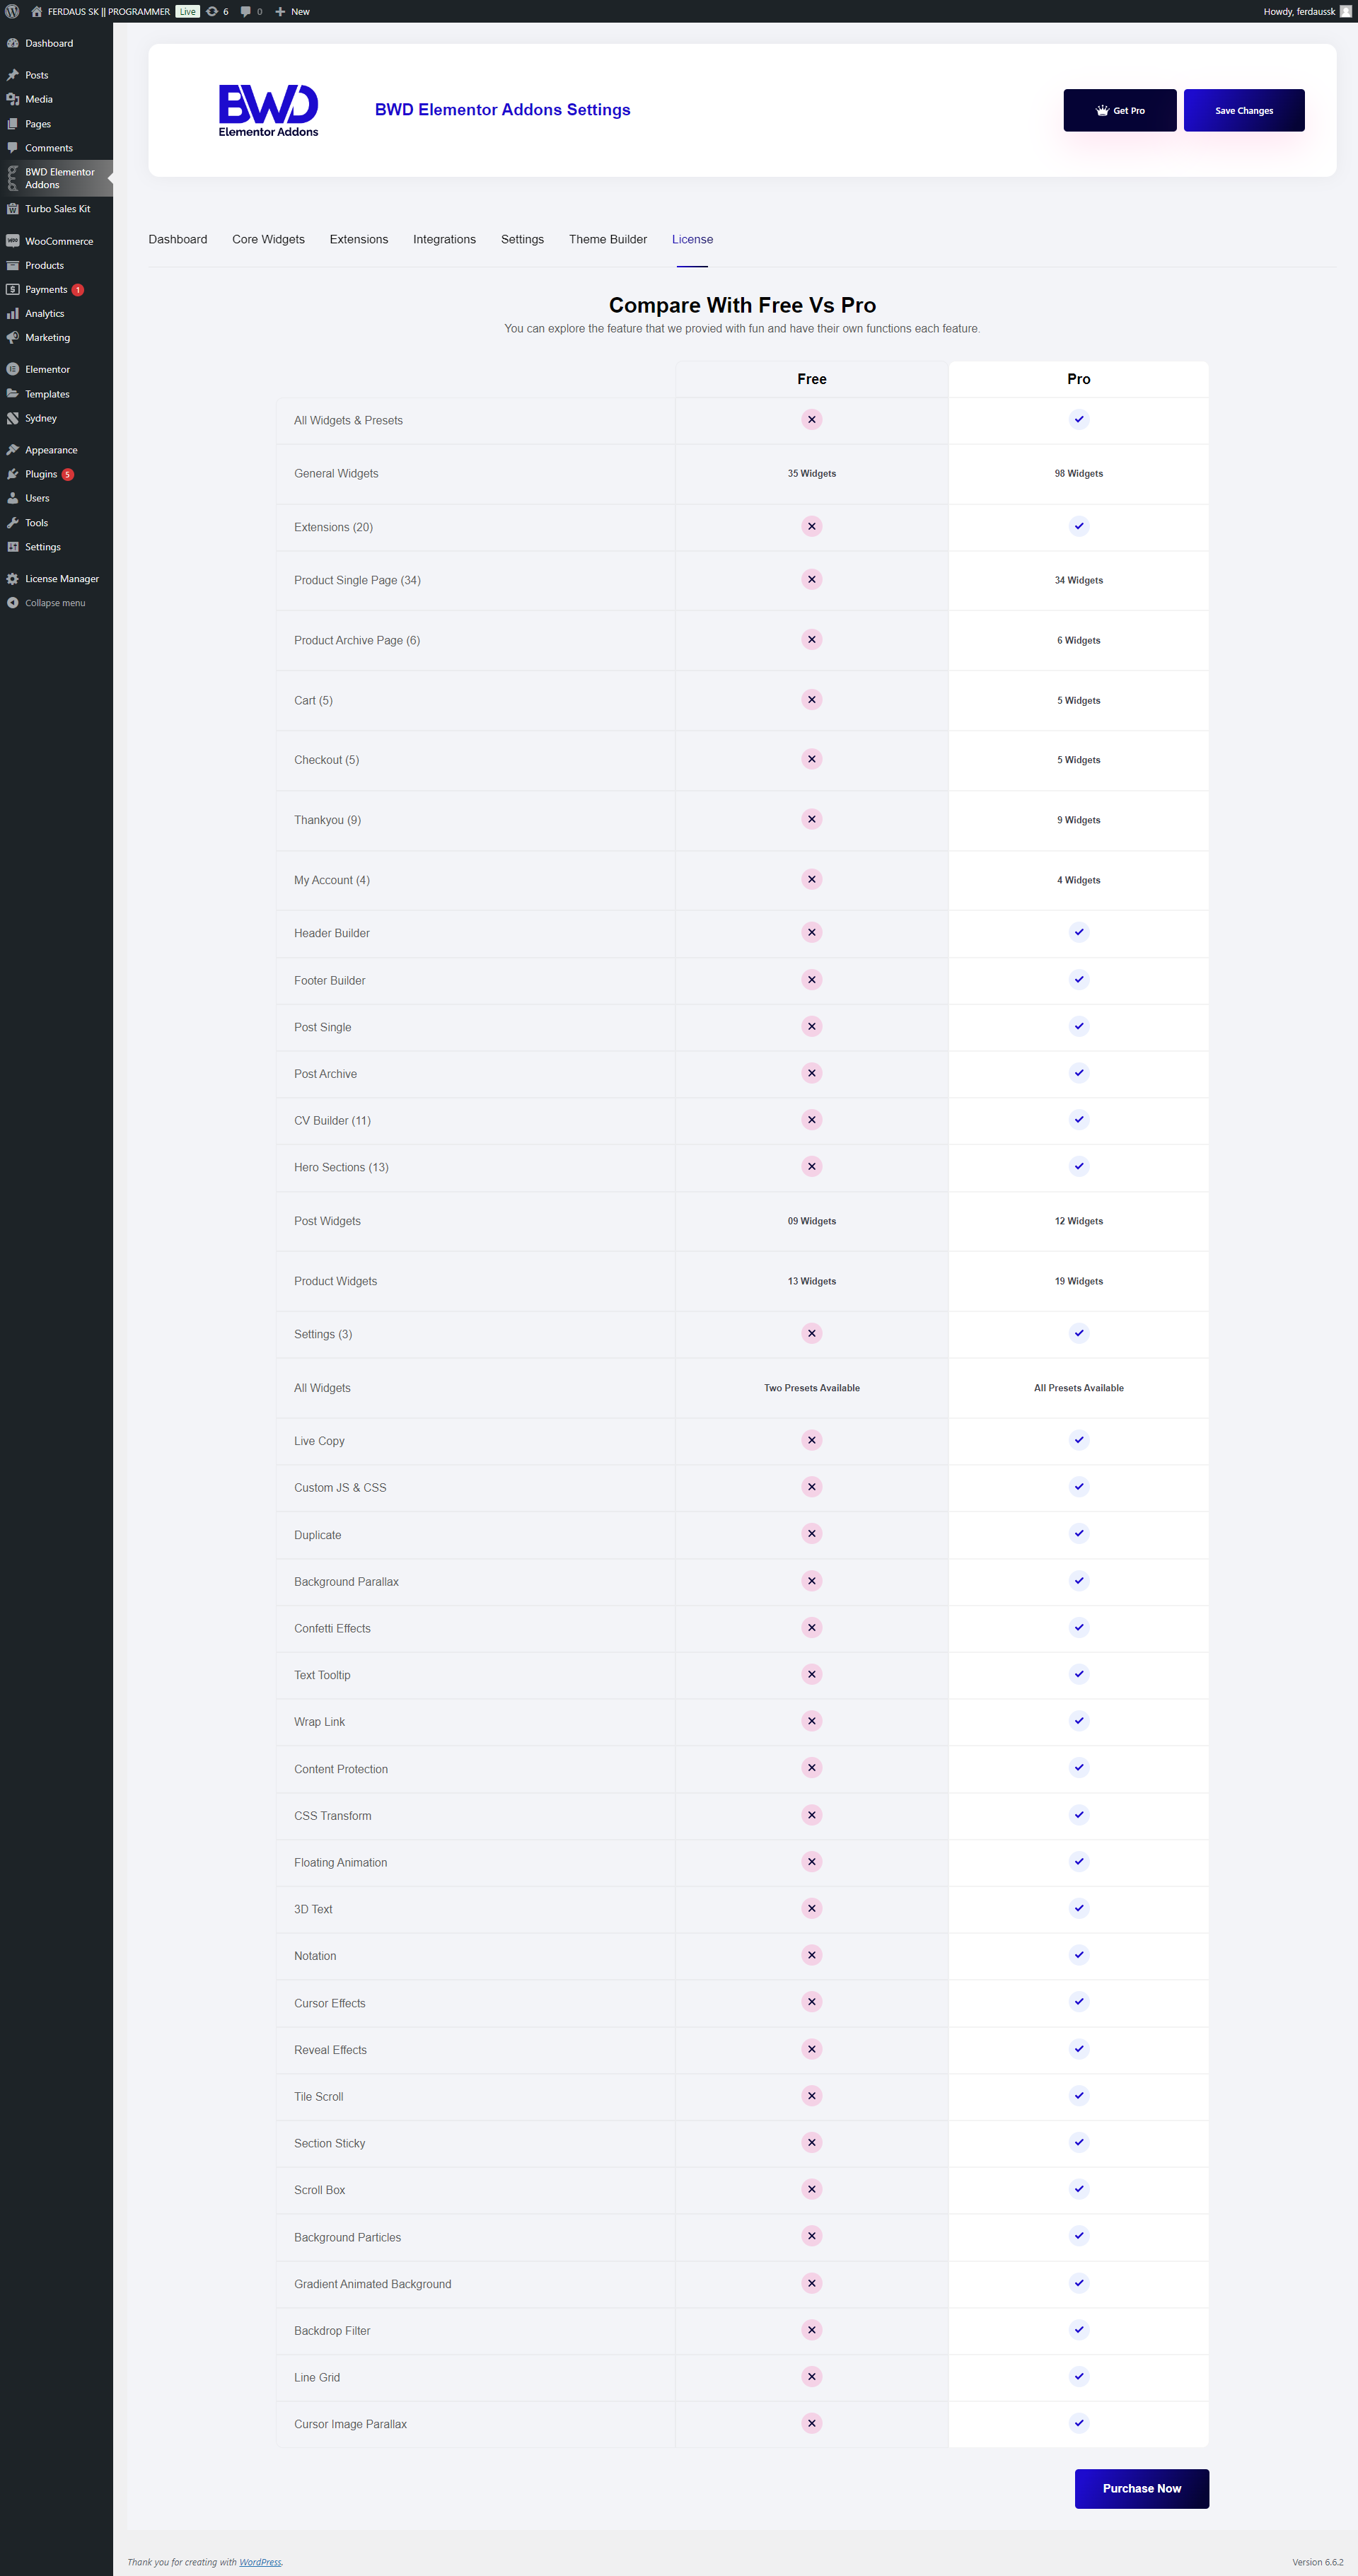 FERDAUS SK || PROGRAMMER Live 6 0 New Howdy, ferdaussk
Dashboard
Posts
Media
Pages
Comments
BWD Elementor
Addons
Turbo Sales Kit
WooCommerce
Products
Payments 1
Analytics
Marketing
Elementor
Templates
Sydney
Appearance
Plugins 5
Users
Tools
Settings
License Manager
Collapse menu
BWD
Elementor Addons
BWD Elementor Addons Settings
Get Pro
Save Changes
Dashboard Core Widgets Extensions Integrations Settings Theme Builder License
Compare With Free Vs Pro
You can explore the feature that we provied with fun and have their own functions each feature.
Free Pro
All Widgets & Presets
General Widgets 35 Widgets 98 Widgets
Extensions (20)
Product Single Page (34) 34 Widgets
Product Archive Page (6) 6 Widgets
Cart (5) 5 Widgets
Checkout (5) 5 Widgets
Thankyou (9) 9 Widgets
My Account (4) 4 Widgets
Header Builder
Footer Builder
Post Single
Post Archive
CV Builder (11)
Hero Sections (13)
Post Widgets 09 Widgets 12 Widgets
Product Widgets 13 Widgets 19 Widgets
Settings (3)
All Widgets Two Presets Available All Presets Available
Live Copy
Custom JS & CSS
Duplicate
Background Parallax
Confetti Effects
Text Tooltip
Wrap Link
Content Protection
CSS Transform
Floating Animation
3D Text
Notation
Cursor Effects
Reveal Effects
Tile Scroll
Section Sticky
Scroll Box
Background Particles
Gradient Animated Background
Backdrop Filter
Line Grid
Cursor Image Parallax
Purchase Now
Thank you for creating with WordPress. Version 6.6.2